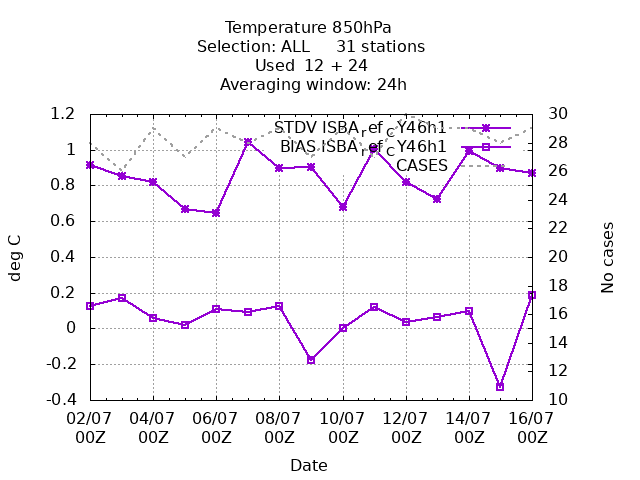 Temperature 850hPa
Selection: ALL 31 stations
Used 12 + 24
Averaging window: 24h
1.2
1
0.8
0.6
0.4
0.2
0
-0.2
-0.4
deg C
30
28
26
24
22
20
18
16
14
12
10
No cases
STDV ISBArefCY46h1
BIAS ISBArefCY46h1
CASES
02/07 04/07 06/07 08/07 10/07 12/07 14/07 16/07
00Z 00Z 00Z 00Z 00Z 00Z 00Z 00Z
Date